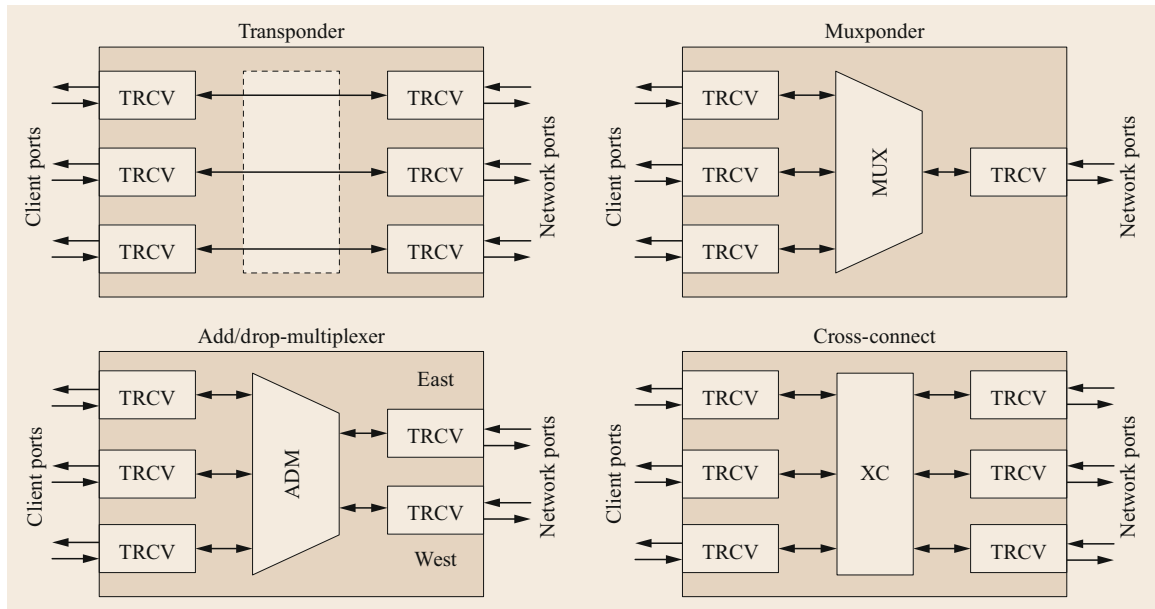 Transponder
Client ports
TRCV
TRCV
TRCV
TRCV
TRCV
TRCV
Network ports
Muxponder
Client ports
TRCV
TRCV
TRCV
MUX
TRCV
Network ports
Add/drop-multiplexer
Client ports
TRCV
TRCV
TRCV
ADM
East
TRCV
TRCV
West
Network ports
Cross-connect
Client ports
TRCV
TRCV
TRCV
XC
TRCV
TRCV
TRCV
Network ports